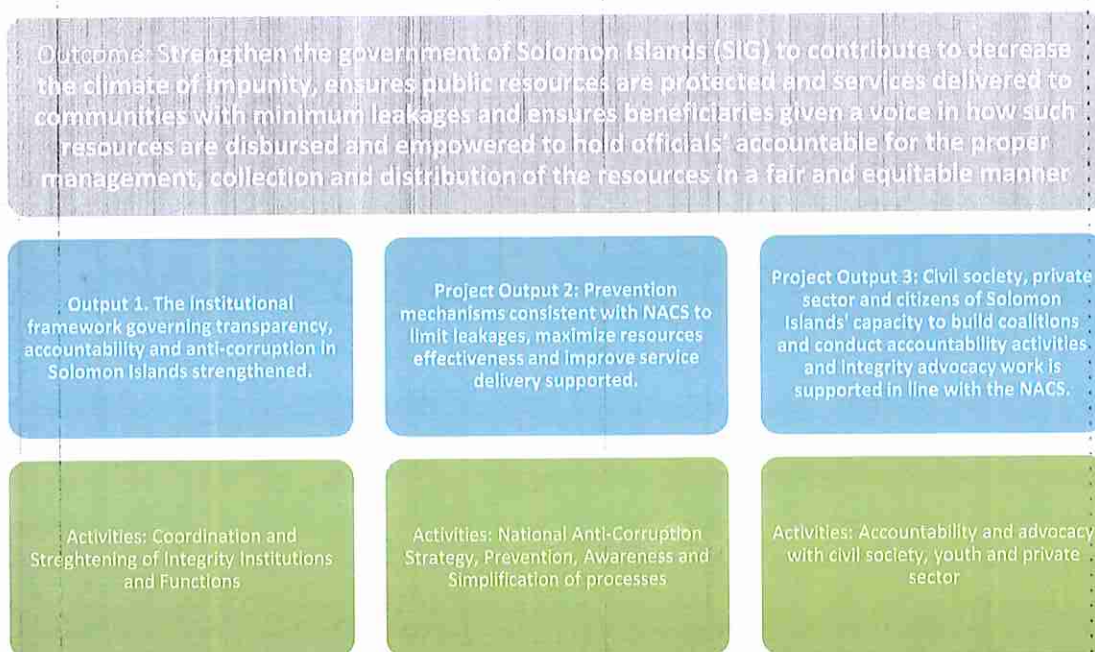 Outcome: Strengthen the government of Solomon Islands (SIG) to contribute to decrease
the climate of impunity, ensures public resources are protected and services delivered to
communities with minimum leakages and ensures beneficiaries given a voice in how such
resources are disbursed and empowered to hold officials' accountable for the proper
management, collection and distribution of the resources in a fair and equitable manner
Output 1. The institutional
framework governing transparency,
accountability and anti-corruption in
Solomon Islands strengthened.
Project Output 2: Prevention
mechanisms consistent with NACS to
limit leakages, maximize resources
effectiveness and improve service
delivery supported.
Project Output 3: Civil society, private
sector and citizens of Solomon
Islands' capacity to build coalitions
and conduct accountability activities
and integrity advocacy work is
supported in line with the NACS.
Activities: Coordination and
Streghtening of Integrity Institutions
and Functions
Activities: National Anti-Corruption
Strategy, Prevention, Awareness and
Simplification of processes
Activities: Accountability and advocacy
with civil society, youth and private
sector